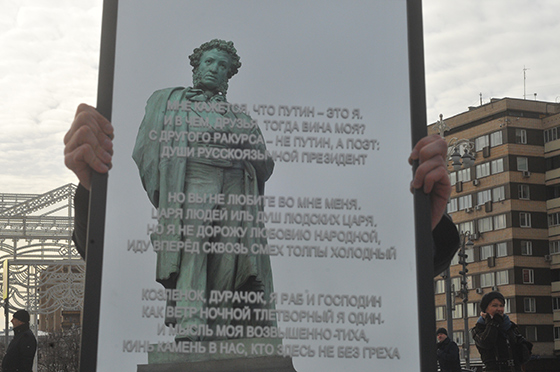 МНЕ КАЖЕТСЯ, ЧТО ПУТИН – ЭТО Я.
И В ЧЕМ, ДРУЗЬЯ, ТОГДА ВИНА МОЯ?
С ДРУГОГО РАКУРСА – НЕ ПУТИН, А ПОЭТ:
ДУШИ РУССКОЯЗЫЧНОЙ ПРЕЗИДЕНТ
НО ВЫ НЕ ЛЮБИТЕ ВО МНЕ МЕНЯ.
ЦАРЯ ЛЮДЕЙ ИЛЬ ДУШ ЛЮДСКИХ ЦАРЯ.
НО Я НЕ ДОРОЖУ ЛЮБОВИЮ НАРОДНОЙ,
ИДУ ВПЕРЁД СКВОЗЬ СМЕХ ТОЛПЫ ХОЛОДНЫЙ
КОЗЛЕНОК, ДУРАЧОК, Я РАБ И ГОСПОДИН
КАК ВЕТР НОЧНОЙ ТЛЕТВОРНЫЙ Я ОДИН.
И МЫСЛЬ МОЯ ВОЗВЫШЕННО-ТИХА,
КИНЬ КАМЕНЬ В НАС, КТО ЗДЕСЬ НЕ БЕЗ ГРЕХА